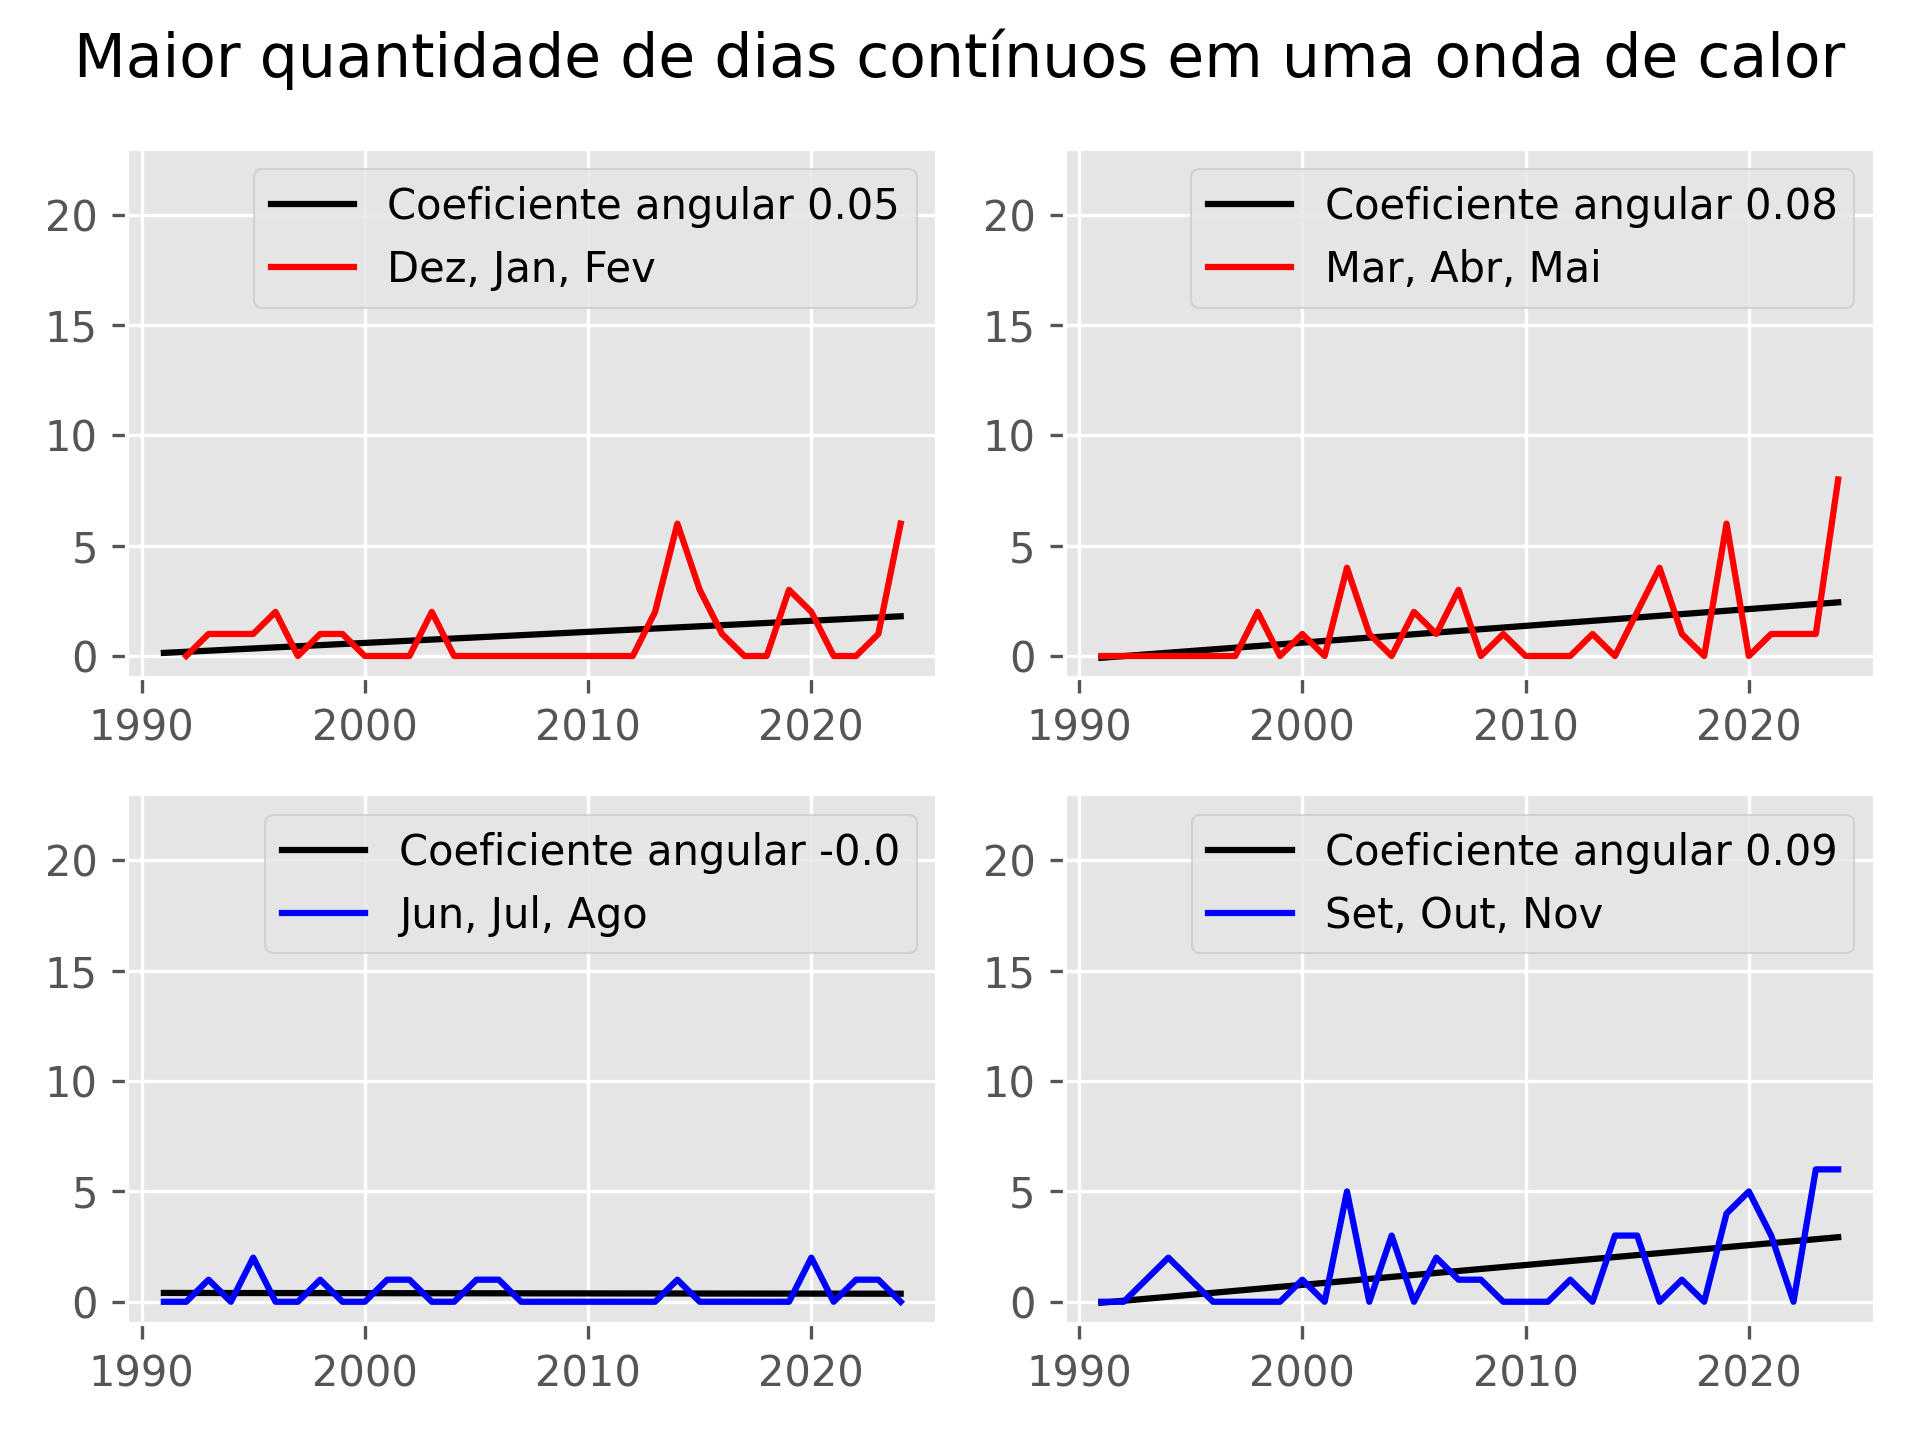 Maior quantidade de dias contínuos em uma onda de calor
Coeficiente angular 0.05
Dez, Jan, Fev
20
15
10
5
0
1990 2000 2010 2020
Coeficiente angular 0.08
Mar, Abr, Mai
20
15
10
5
0
1990 2000 2010 2020
Coeficiente angular -0.0
Jun, Jul, Ago
20
15
10
5
0
1990 2000 2010 2020
Coeficiente angular 0.09
Set, Out, Nov
20
15
10
5
0
1990 2000 2010 2020